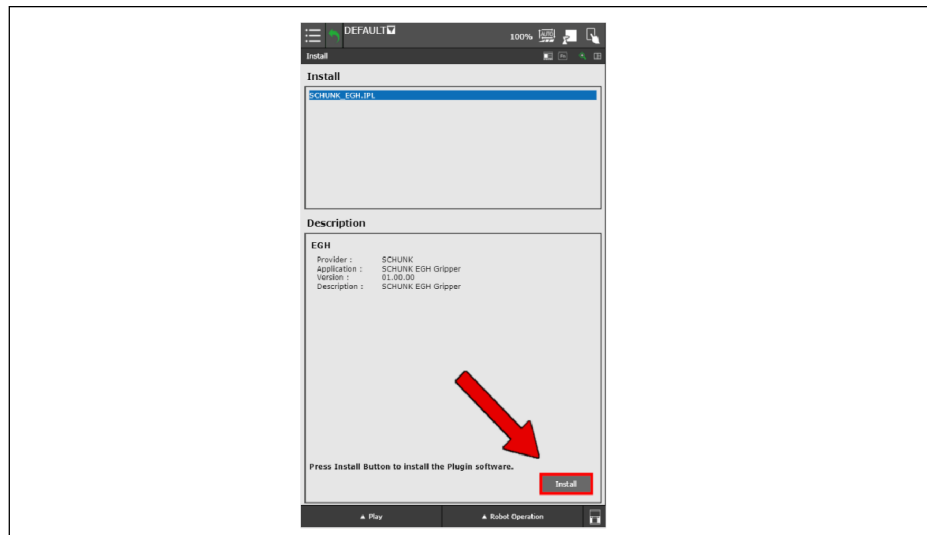 DEFAULT
100%
AUTO
Install
Install
SCHUNK_EGH.IPL
Description
EGH
Provider : SCHUNK
Application : SCHUNK EGH Gripper
Version : 01.00.00
Description : SCHUNK EGH Gripper
Press Install Button to install the Plugin software.
Install
▲ Play ▲ Robot Operation